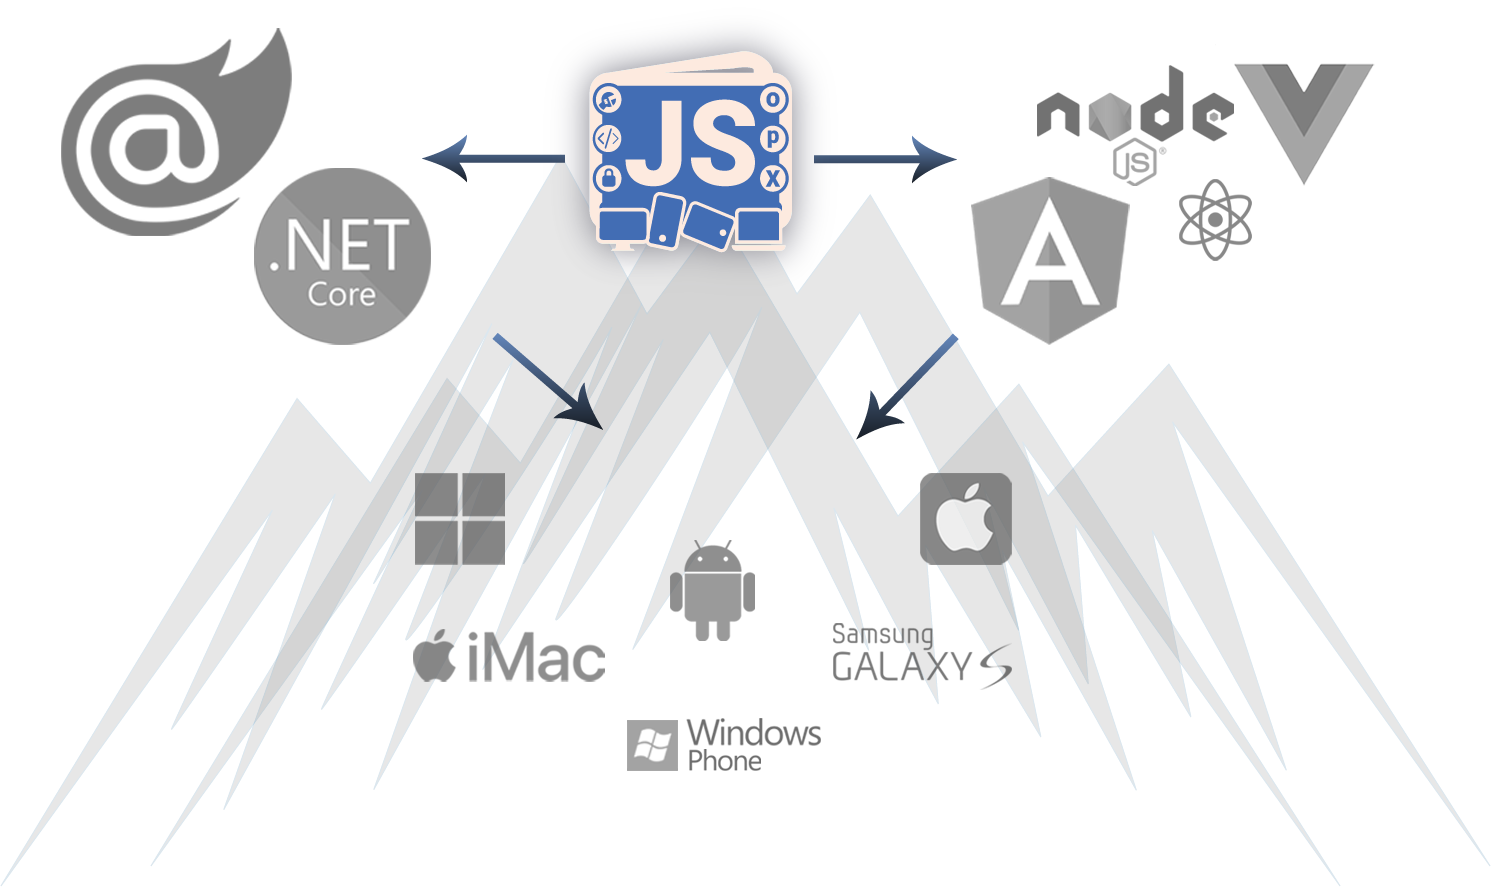 @
.NET
Core
JS
</>
O
P
X
node
JS
®
A
iMac
Samsung
GALAXY S
Windows
Phone